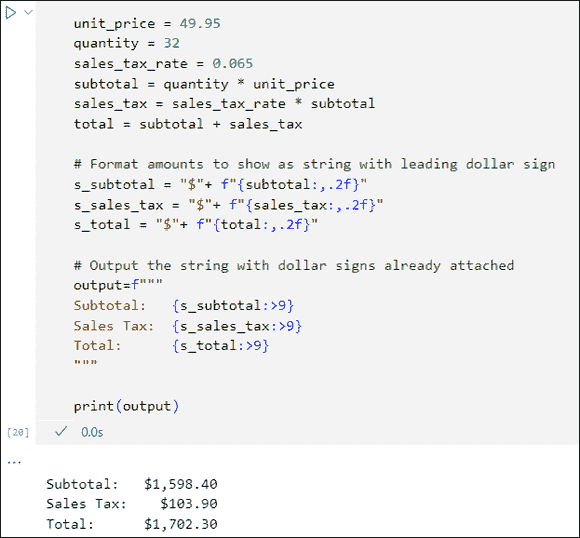 unit_price = 49.95
quantity = 32
sales_tax_rate = 0.065
subtotal = quantity * unit_price
sales_tax = sales_tax_rate * subtotal
total = subtotal + sales_tax

# Format amounts to show as string with leading dollar sign
s_subtotal = "$"+ f"{subtotal:,.2f}"
s_sales_tax = "$"+ f"{sales_tax:,.2f}"
s_total = "$"+ f"{total:,.2f}"

# Output the string with dollar signs already attached
output=f"""
Subtotal:   {s_subtotal:>9}
Sales Tax:  {s_sales_tax:>9}
Total:      {s_total:>9}
"""

print(output)
[20] ✓ 0.0s
...
Subtotal:   $1,598.40
Sales Tax:    $103.90
Total:      $1,702.30